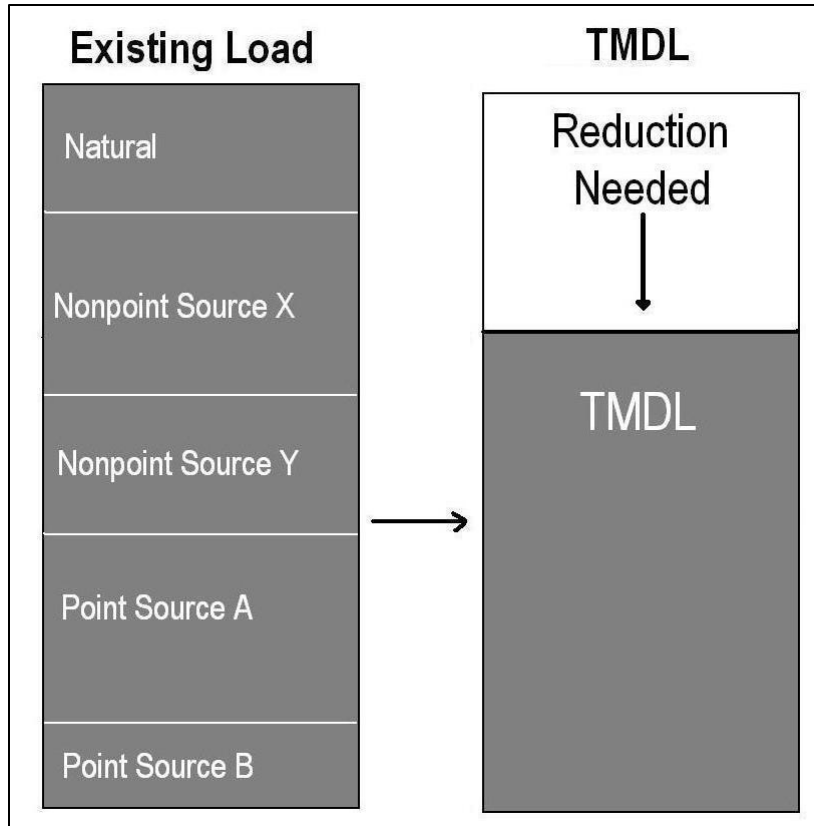 Existing Load
Natural
Nonpoint Source X
Nonpoint Source Y
Point Source A
Point Source B
TMDL
Reduction
Needed
TMDL